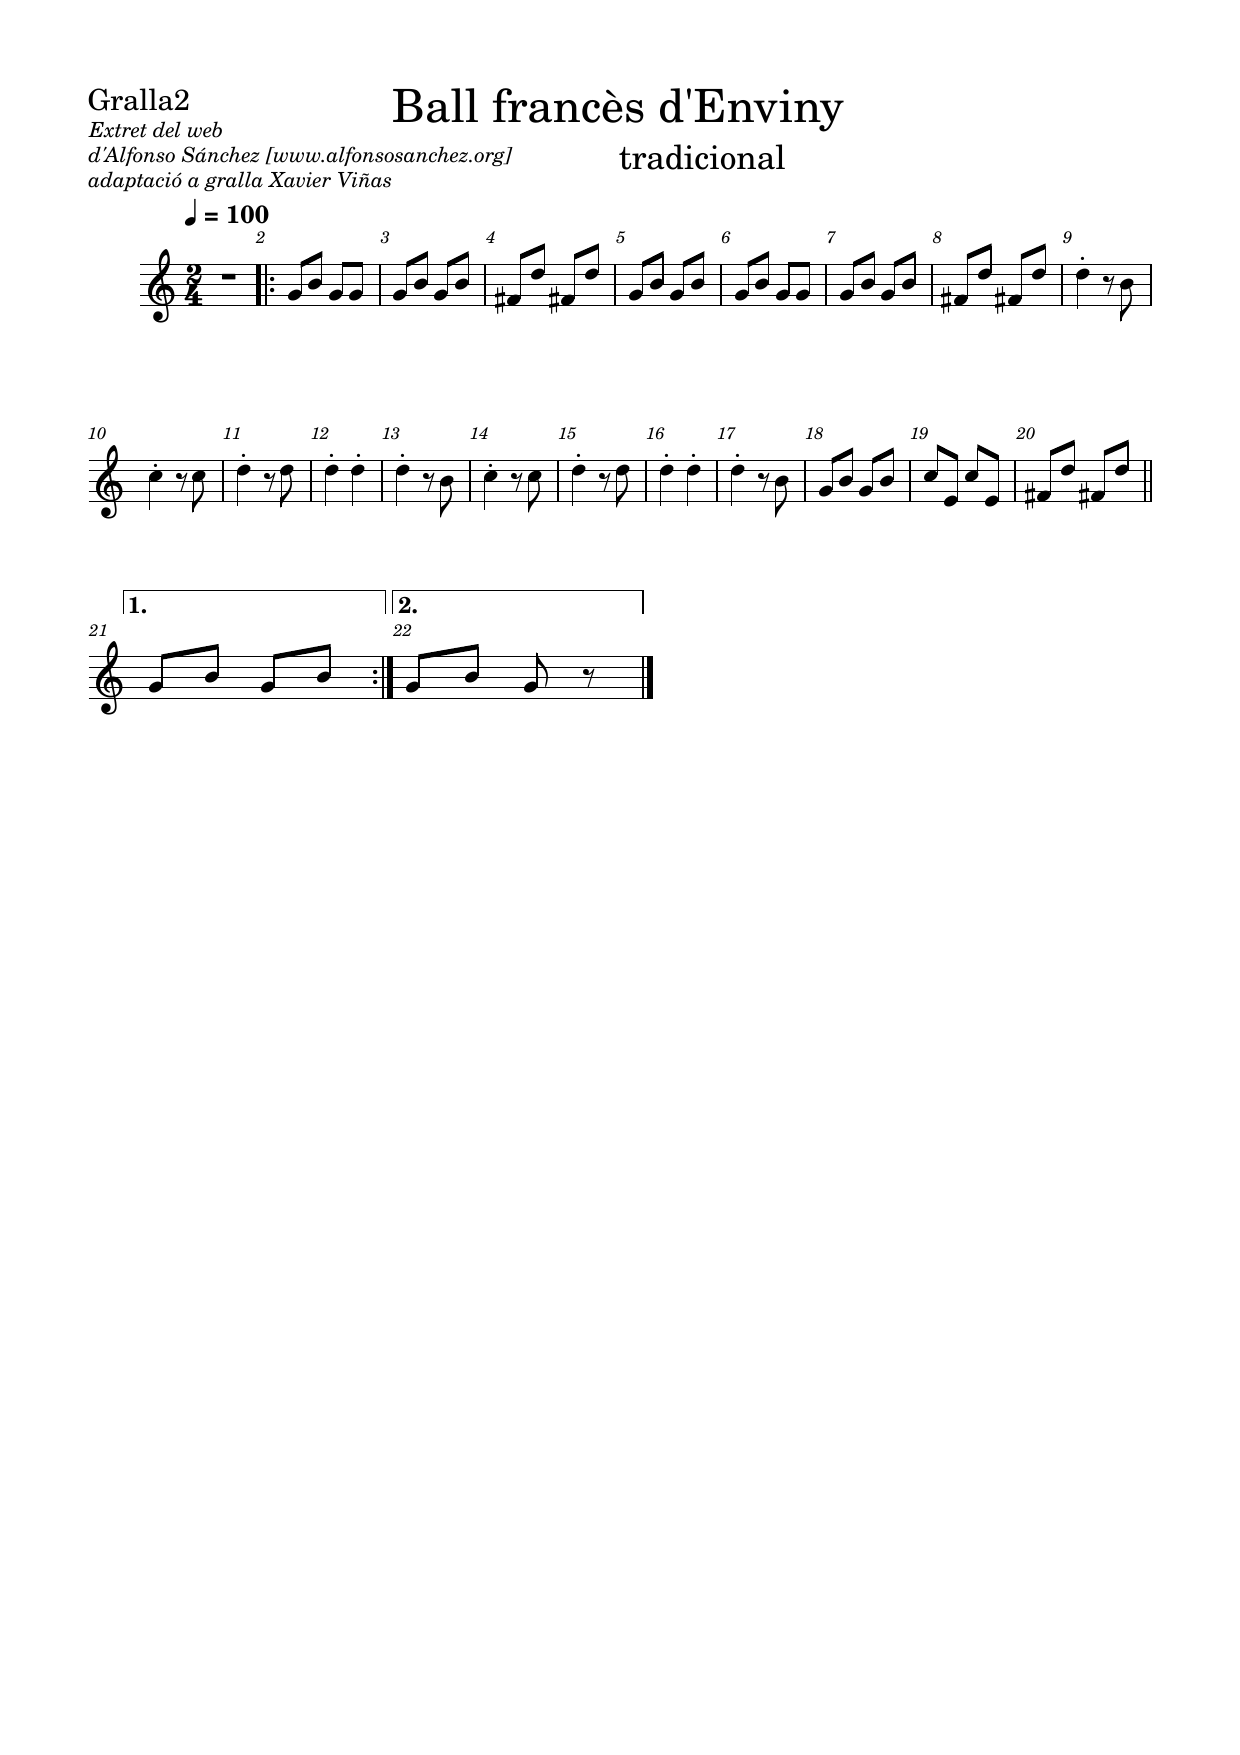 Gralla2
Ball francès d'Enviny
Extret del web
d'Alfonso Sánchez [www.alfonsosanchez.org]
tradicional
adaptació a gralla Xavier Viñas
= 100
2 3 4 5 6 7 8 9
2
4
10 11 12 13 14 15 16 17 18 19 20
1. 2.
21 22